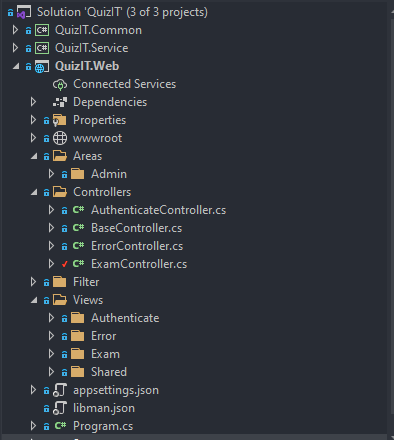 Solution 'QuizIT' (3 of 3 projects)
C# QuizIT.Common
C# QuizIT.Service
QuizIT.Web
Connected Services
Dependencies
Properties
wwwroot
Areas
Admin
Controllers
C# AuthenticateController.cs
C# BaseController.cs
C# ErrorController.cs
C# ExamController.cs
Filter
Views
Authenticate
Error
Exam
Shared
appsettings.json
libman.json
C# Program.cs